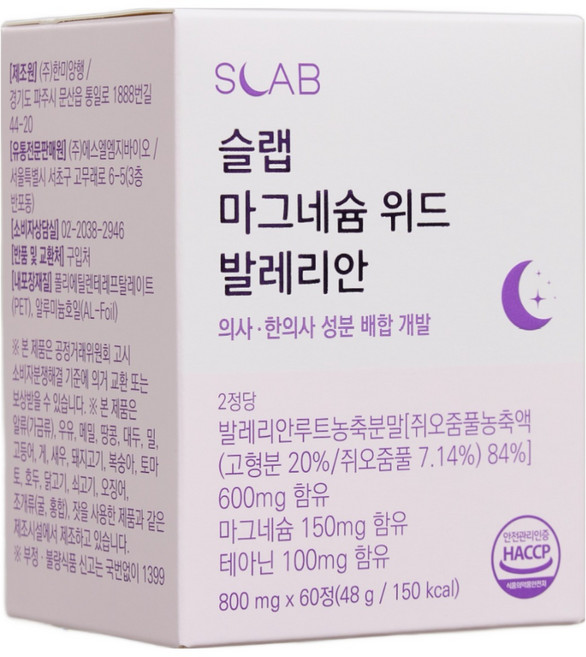 [제조원] (주)한미양행 /
경기도 파주시 문산읍 통일로 1888번길
44-20
[유통전문판매원] (주)에스엘엠지바이오 /
서울특별시 서초구 고무래로 6-5(3층
반포동)
[소비자상담실] 02-2038-2946
[반품 및 교환처] 구입처
[내포장재질] 폴리에틸렌테레프탈레이트
(PET), 알루미늄호일(AL-Foil)
※ 본 제품은 공정거래위원회 고시
소비자분쟁해결 기준에 의거 교환 또는
보상받을 수 있습니다. ※ 본 제품은
알류(가금류), 우유, 메밀, 땅콩, 대두, 밀,
고등어, 게, 새우, 돼지고기, 복숭아, 토마
토, 호두, 닭고기, 쇠고기, 오징어,
조개류(굴, 홍합), 잣을 사용한 제품과 같은
제조시설에서 제조하고 있습니다.
※ 부정·불량식품 신고는 국번없이 1399
SLAB
슬랩
마그네슘 위드
발레리안
의사·한의사 성분 배합 개발
2정당
발레리안루트농축분말[쥐오줌풀농축액
(고형분 20%/쥐오줌풀 7.14%) 84%]
600mg 함유
마그네슘 150mg 함유
테아닌 100mg 함유
800 mg x 60정(48 g / 150 kcal)
안전관리인증
HACCP
식품의약품안전처